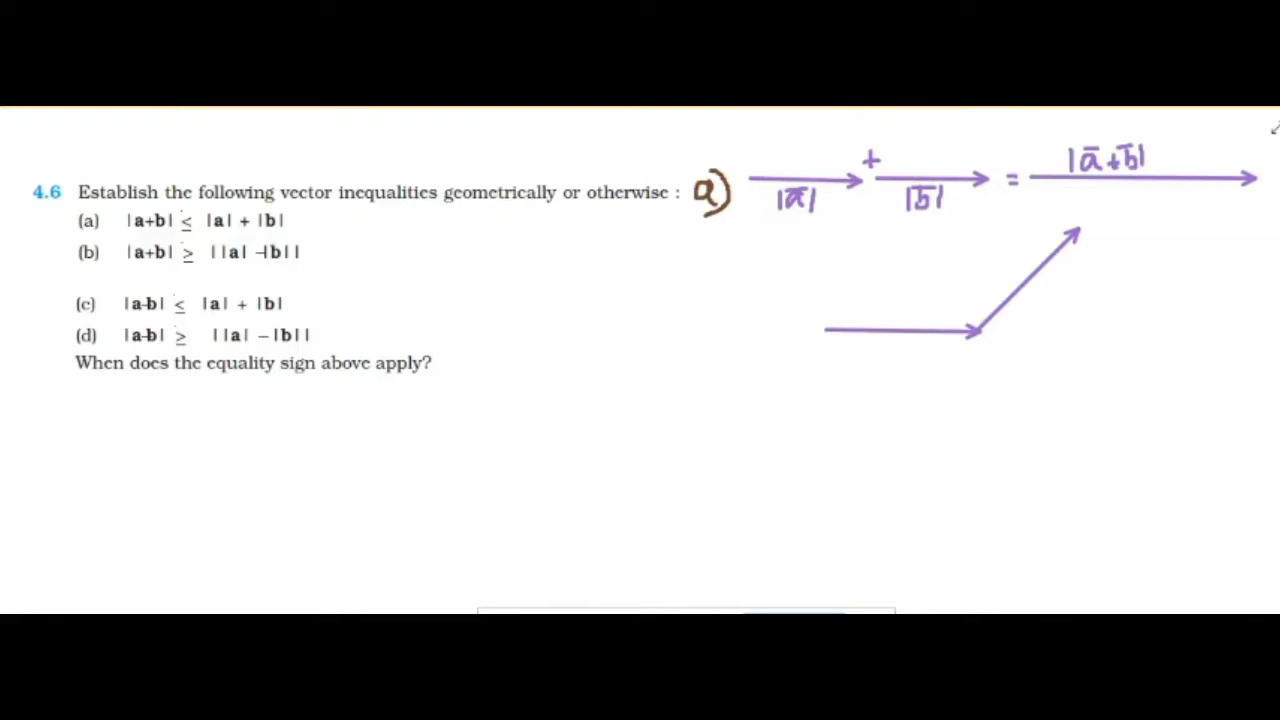 4.6 Establish the following vector inequalities geometrically or otherwise :
(a) |a+b| ≤ |a| + |b|
(b) |a+b| ≥ ||a| −|b||
(c) |a-b| ≤ |a| + |b|
(d) |a-b| ≥ ||a| − |b||
When does the equality sign above apply?
a) |a̅| + |b̅| = |a̅+b̅|